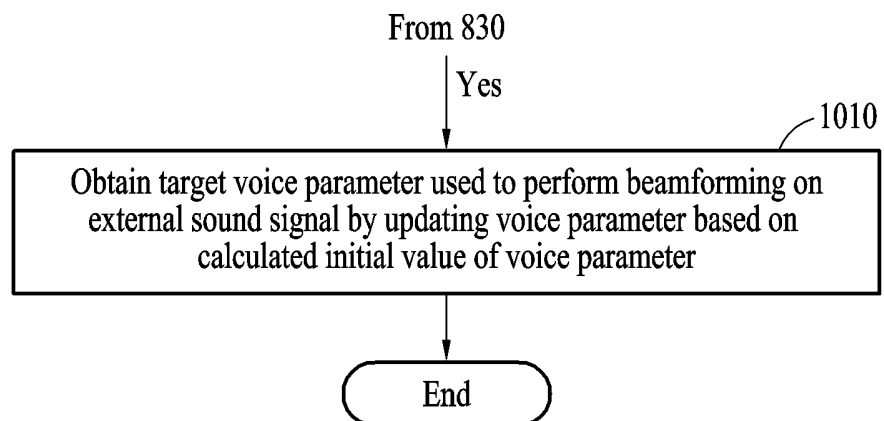 From 830
Yes
1010
Obtain target voice parameter used to perform beamforming on
external sound signal by updating voice parameter based on
calculated initial value of voice parameter
End